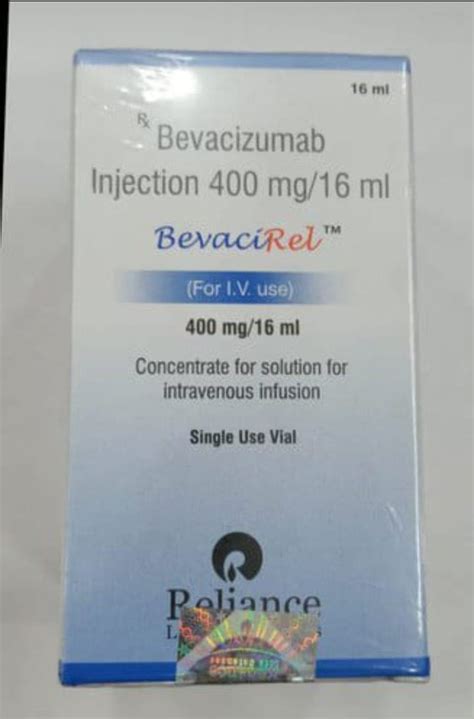 16 ml
Rx Bevacizumab
Injection 400 mg/16 ml
BevaciRel™
(For I.V. use)
400 mg/16 ml
Concentrate for solution for
intravenous infusion
Single Use Vial
Reliance